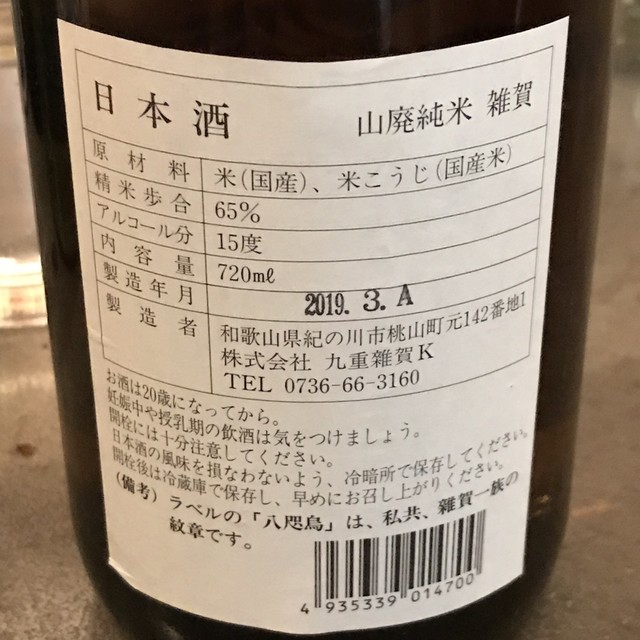 日本酒 山廃純米 雑賀
原材料 米(国産)、米こうじ(国産米)
精米歩合 65%
アルコール分 15度
内容量 720mℓ
製造年月 2019. 3. A
製造者 和歌山県紀の川市桃山町元142番地1
株式会社 九重雜賀K
TEL 0736-66-3160
お酒は20歳になってから。
妊娠中や授乳期の飲酒は気をつけましょう。
開栓には十分注意してください。
日本酒の風味を損なわないよう、冷暗所で保存してください。
開栓後は冷蔵庫で保存し、早めにお召し上がりください。
(備考) ラベルの「八咫烏」は、私共、雜賀一族の
紋章です。
4 935339 014700